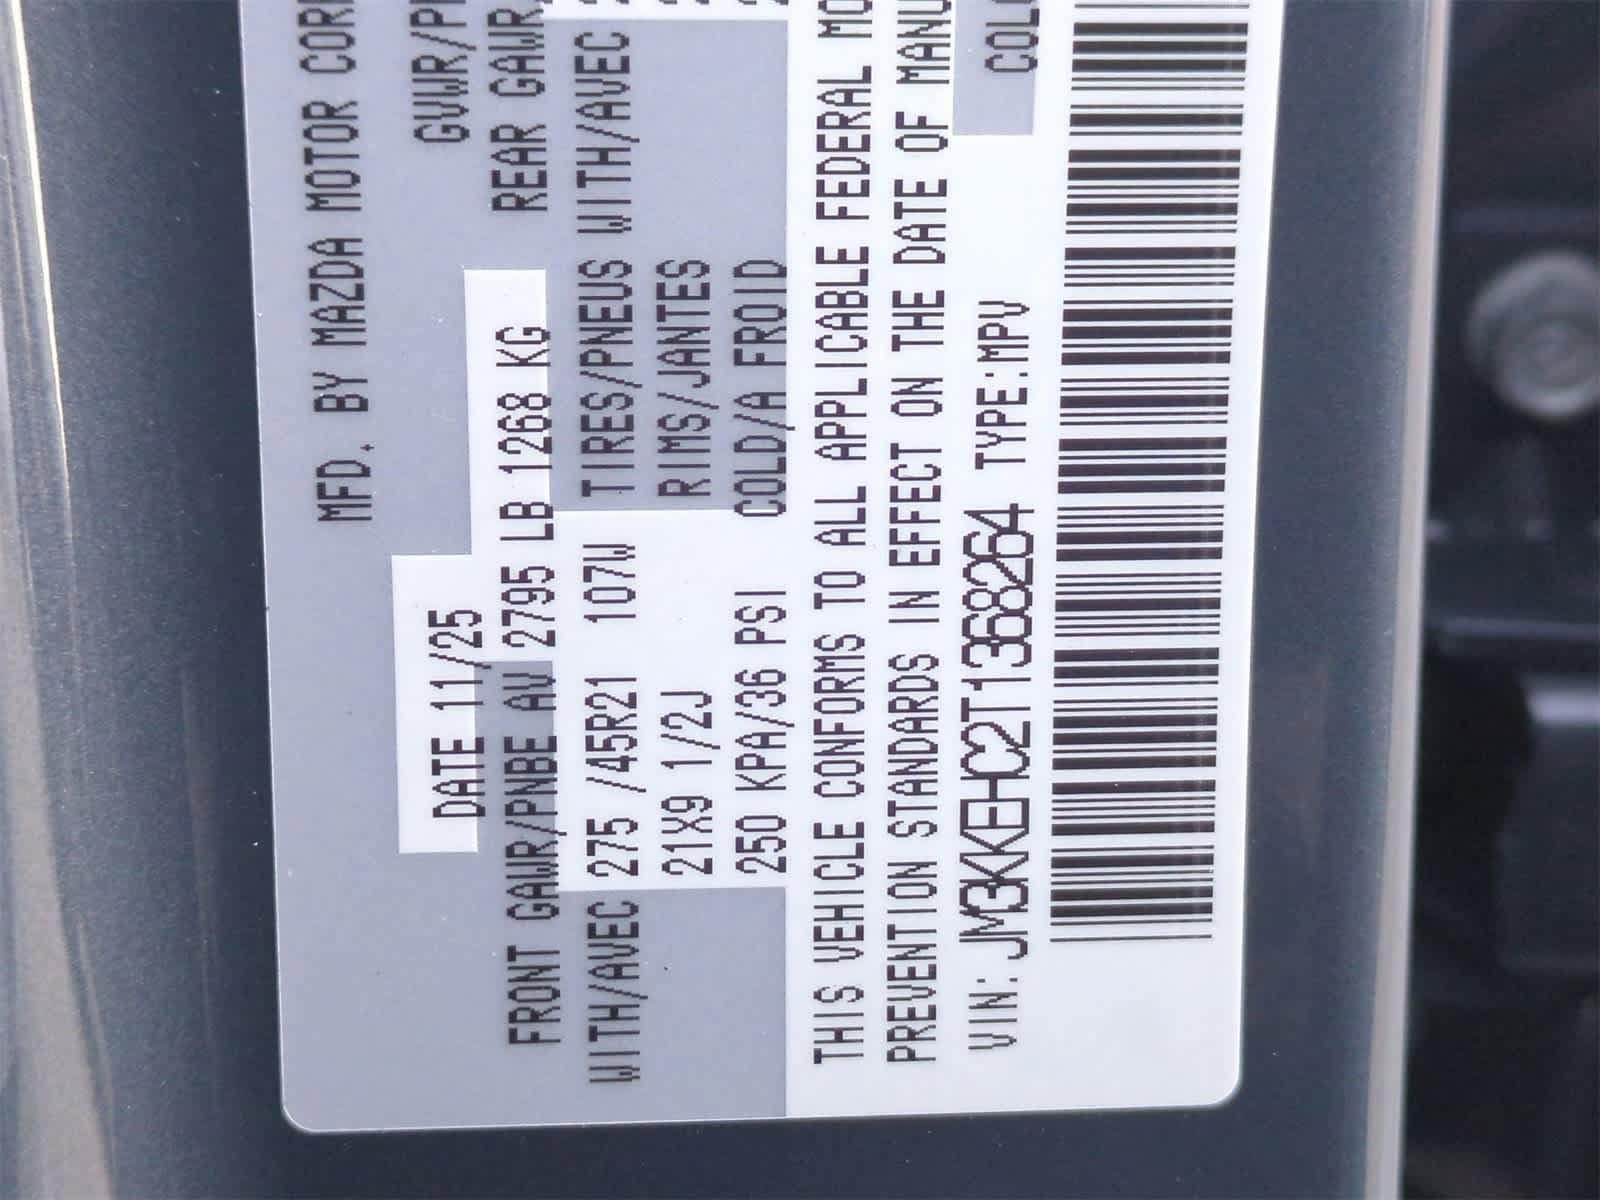 MFD. BY MAZDA MOTOR COR
DATE 11/25 GVWR/P
FRONT GAWR/PNBE AV 2795 LB 1268 KG REAR GAWR
WITH/AVEC 275 /45R21 107W TIRES/PNEUS WITH/AVEC
21X9 1/2J RIMS/JANTES
250 KPA/36 PSI COLD/A FROID
THIS VEHICLE CONFORMS TO ALL APPLICABLE FEDERAL MO
PREVENTION STANDARDS IN EFFECT ON THE DATE OF MANU
VIN: JM3KKEHC2T1368264 TYPE:MPV COLO